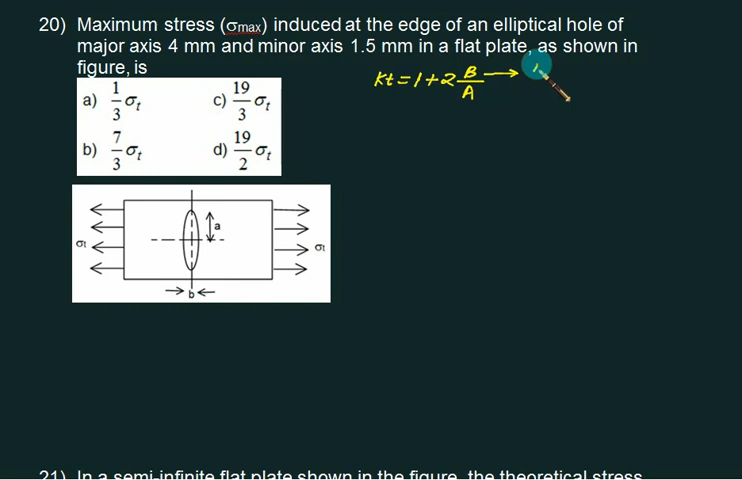 20) Maximum stress (σmax) induced at the edge of an elliptical hole of
major axis 4 mm and minor axis 1.5 mm in a flat plate, as shown in
figure, is
Kt = 1 + 2 B/A →
a) 1/3 σt c) 19/3 σt
b) 7/3 σt d) 19/2 σt
a
σt σt
b
21) In a semi-infinite flat plate shown in the figure, the theoretical stress